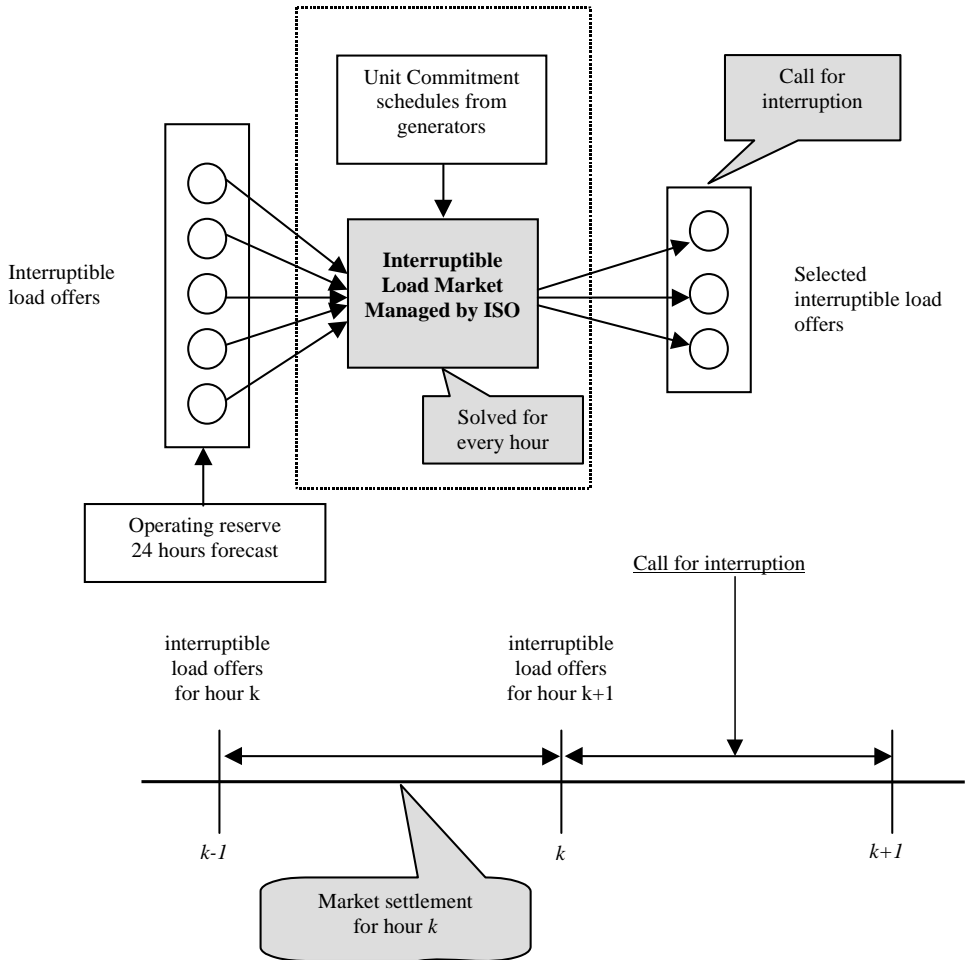 Unit Commitment
schedules from
generators
Call for
interruption
Interruptible
load offers
Interruptible
Load Market
Managed by ISO
Selected
interruptible load
offers
Solved for
every hour
Operating reserve
24 hours forecast
Call for interruption
interruptible
load offers
for hour k
interruptible
load offers
for hour k+1
k-1
k
k+1
Market settlement
for hour k